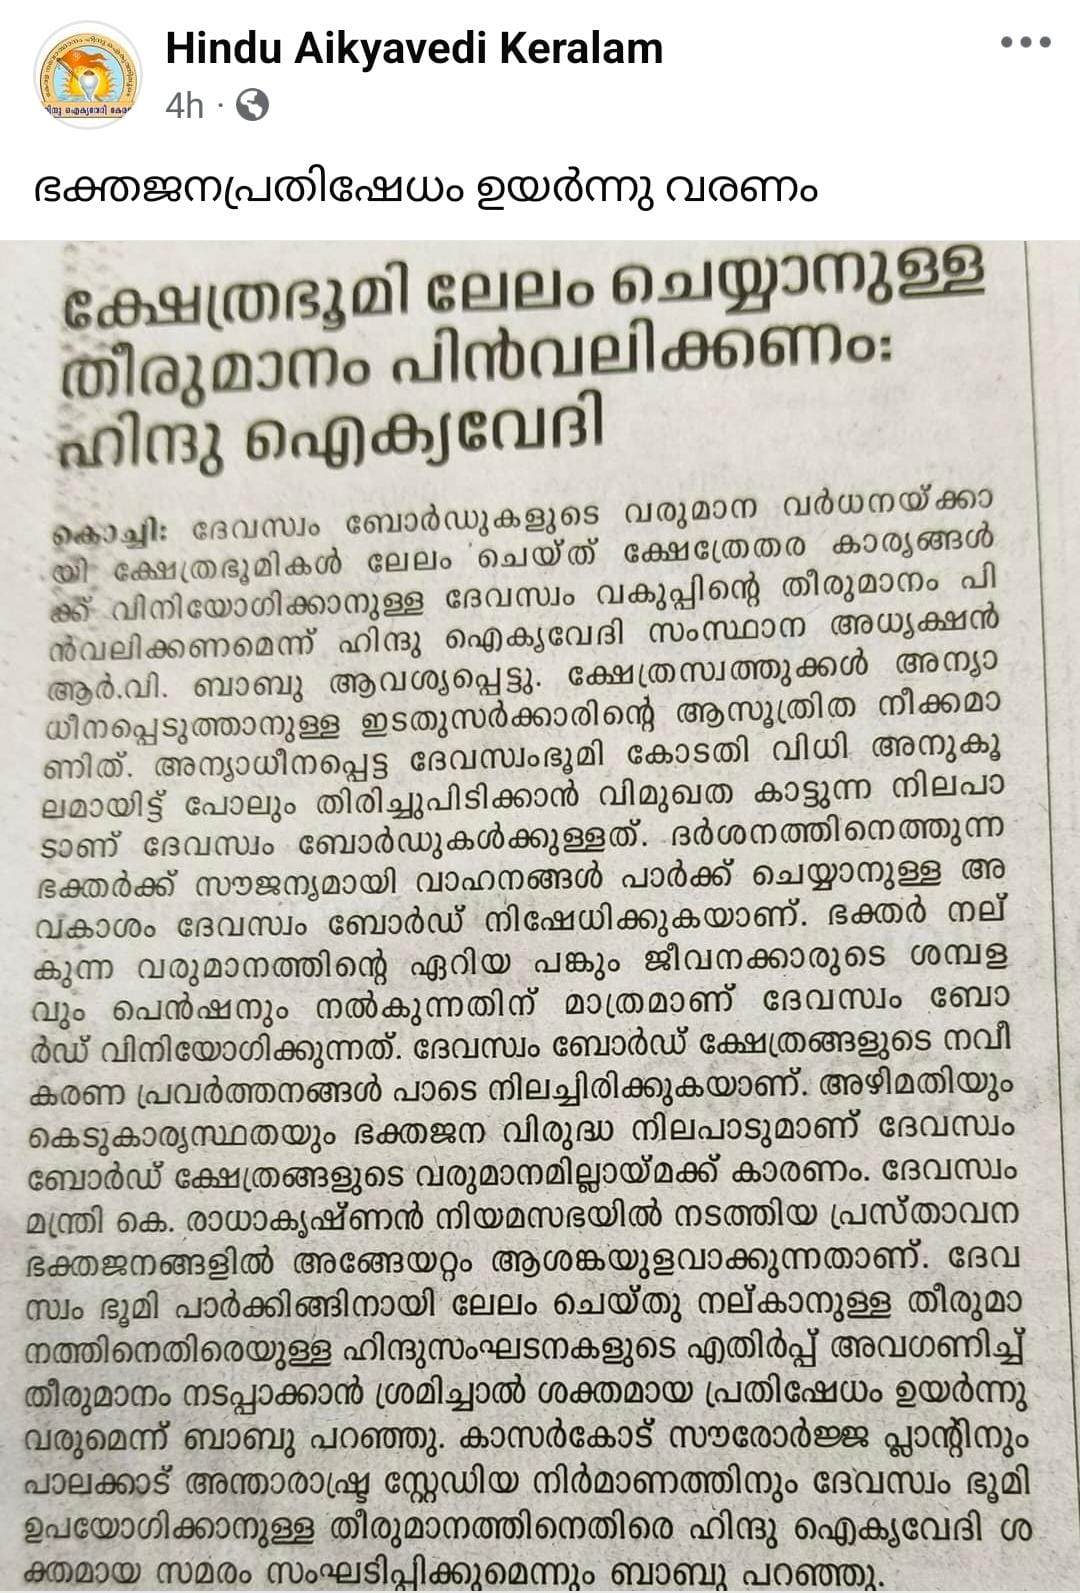 Hindu Aikyavedi Keralam
4h
ഭക്തജനപ്രതിഷേധം ഉയർന്നു വരണം
ക്ഷേത്രഭൂമി ലേലം ചെയ്യാനുള്ള
തീരുമാനം പിൻവലിക്കണം:
ഹിന്ദു ഐക്യവേദി
കൊച്ചി: ദേവസ്വം ബോർഡുകളുടെ വരുമാന വർധനയ്ക്കാ
യി ക്ഷേത്രഭൂമികൾ ലേലം ചെയ്ത് ക്ഷേത്രേതര കാര്യങ്ങൾ
ക്ക് വിനിയോഗിക്കാനുള്ള ദേവസ്വം വകുപ്പിന്റെ തീരുമാനം പി
ൻവലിക്കണമെന്ന് ഹിന്ദു ഐക്യവേദി സംസ്ഥാന അധ്യക്ഷൻ
ആർ.വി. ബാബു ആവശ്യപ്പെട്ടു. ക്ഷേത്രസ്വത്തുക്കൾ അന്യാ
ധീനപ്പെടുത്താനുള്ള ഇടതുസർക്കാരിന്റെ ആസൂത്രിത നീക്കമാ
ണിത്. അന്യാധീനപ്പെട്ട ദേവസ്വംഭൂമി കോടതി വിധി അനുകൂ
ലമായിട്ട് പോലും തിരിച്ചുപിടിക്കാൻ വിമുഖത കാട്ടുന്ന നിലപാ
ടാണ് ദേവസ്വം ബോർഡുകൾക്കുള്ളത്. ദർശനത്തിനെത്തുന്ന
ഭക്തർക്ക് സൗജന്യമായി വാഹനങ്ങൾ പാർക്ക് ചെയ്യാനുള്ള അ
വകാശം ദേവസ്വം ബോർഡ് നിഷേധിക്കുകയാണ്. ഭക്തർ നല്
കുന്ന വരുമാനത്തിന്റെ ഏറിയ പങ്കും ജീവനക്കാരുടെ ശമ്പള
വും പെൻഷനും നൽകുന്നതിന് മാത്രമാണ് ദേവസ്വം ബോ
ർഡ് വിനിയോഗിക്കുന്നത്. ദേവസ്വം ബോർഡ് ക്ഷേത്രങ്ങളുടെ നവീ
കരണ പ്രവർത്തനങ്ങൾ പാടെ നിലച്ചിരിക്കുകയാണ്. അഴിമതിയും
കെടുകാര്യസ്ഥതയും ഭക്തജന വിരുദ്ധ നിലപാടുമാണ് ദേവസ്വം
ബോർഡ് ക്ഷേത്രങ്ങളുടെ വരുമാനമില്ലായ്മക്ക് കാരണം. ദേവസ്വം
മന്ത്രി കെ. രാധാകൃഷ്ണൻ നിയമസഭയിൽ നടത്തിയ പ്രസ്താവന
ഭക്തജനങ്ങളിൽ അങ്ങേയറ്റം ആശങ്കയുളവാക്കുന്നതാണ്. ദേവ
സ്വം ഭൂമി പാർക്കിങ്ങിനായി ലേലം ചെയ്തു നല്കാനുള്ള തീരുമാ
നത്തിനെതിരെയുള്ള ഹിന്ദുസംഘടനകളുടെ എതിർപ്പ് അവഗണിച്ച്
തീരുമാനം നടപ്പാക്കാൻ ശ്രമിച്ചാൽ ശക്തമായ പ്രതിഷേധം ഉയർന്നു
വരുമെന്ന് ബാബു പറഞ്ഞു. കാസർകോട് സൗരോർജ്ജ പ്ലാന്റിനും
പാലക്കാട് അന്താരാഷ്ട്ര സ്റ്റേഡിയ നിർമാണത്തിനും ദേവസ്വം ഭൂമി
ഉപയോഗിക്കാനുള്ള തീരുമാനത്തിനെതിരെ ഹിന്ദു ഐക്യവേദി ശ
ക്തമായ സമരം സംഘടിപ്പിക്കുമെന്നും ബാബു പറഞ്ഞു.